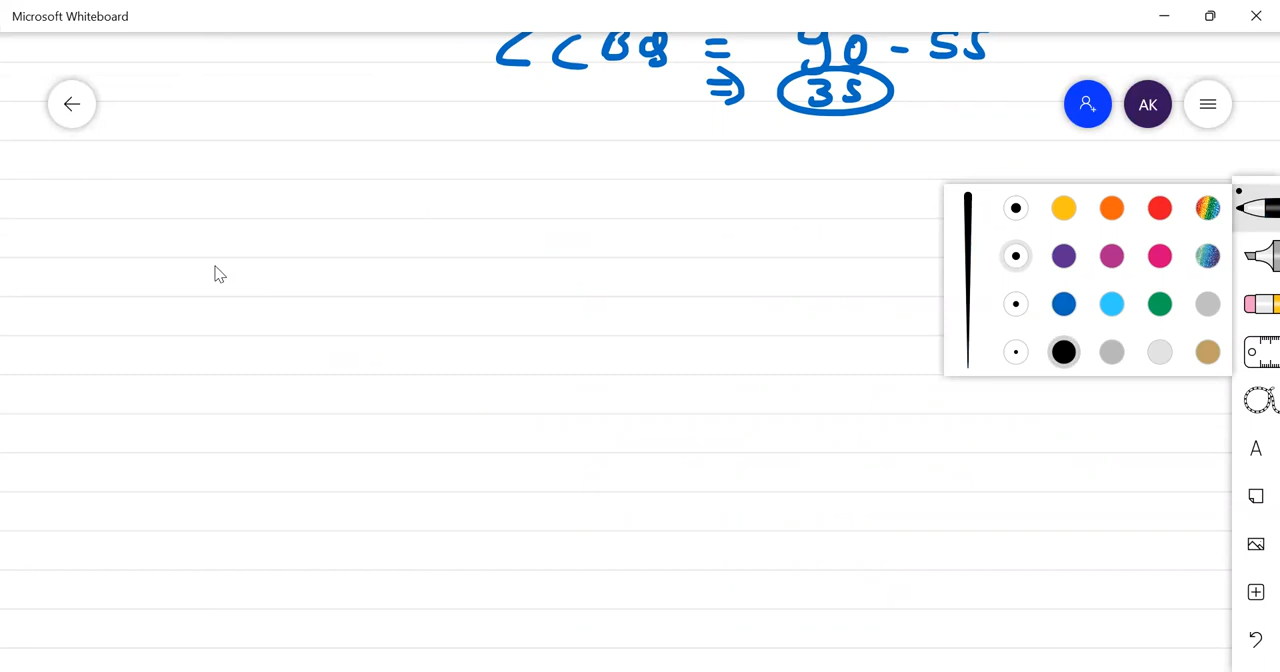 Microsoft Whiteboard
∠CBQ = 90 - 55
⇒ 35
AK
A